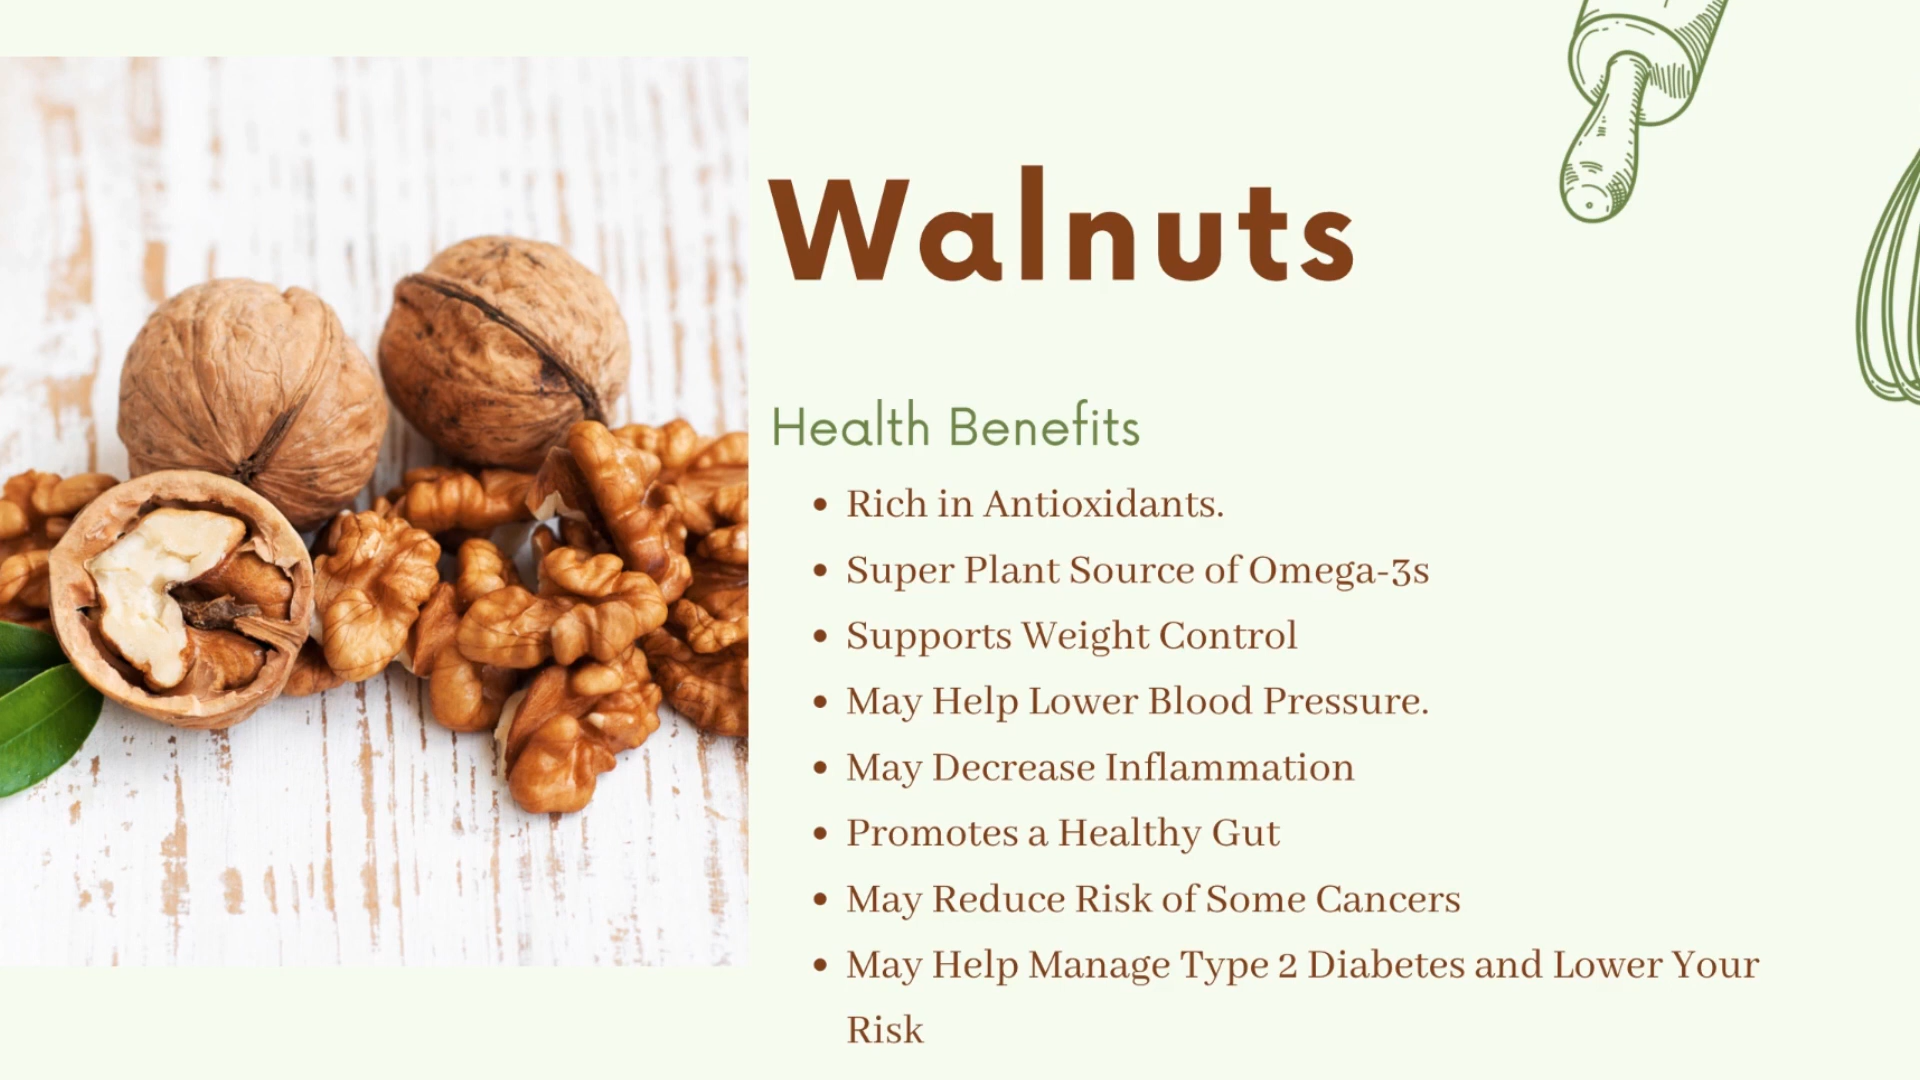 Walnuts
Health Benefits
• Rich in Antioxidants.
• Super Plant Source of Omega-3s
• Supports Weight Control
• May Help Lower Blood Pressure.
• May Decrease Inflammation
• Promotes a Healthy Gut
• May Reduce Risk of Some Cancers
• May Help Manage Type 2 Diabetes and Lower Your
Risk